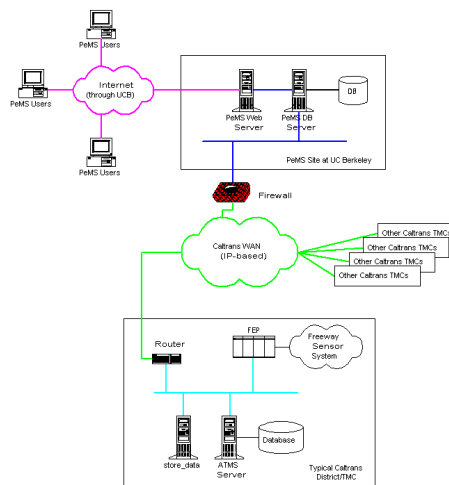 PeMS Users
PeMS Users
Internet
(through UCB)
PeMS Users
PeMS Web
Server
PeMS DB
Server
DB
PeMS Site at UC Berkeley
Firewall
Caltrans WAN
(IP-based)
Other Caltrans TMCs
Other Caltrans TMCs
Other Caltrans TMCs
Other Caltrans TMCs
Router
FEP
Freeway
Sensor
System
store_data
ATMS
Server
Database
Typical Caltrans
District/TMC